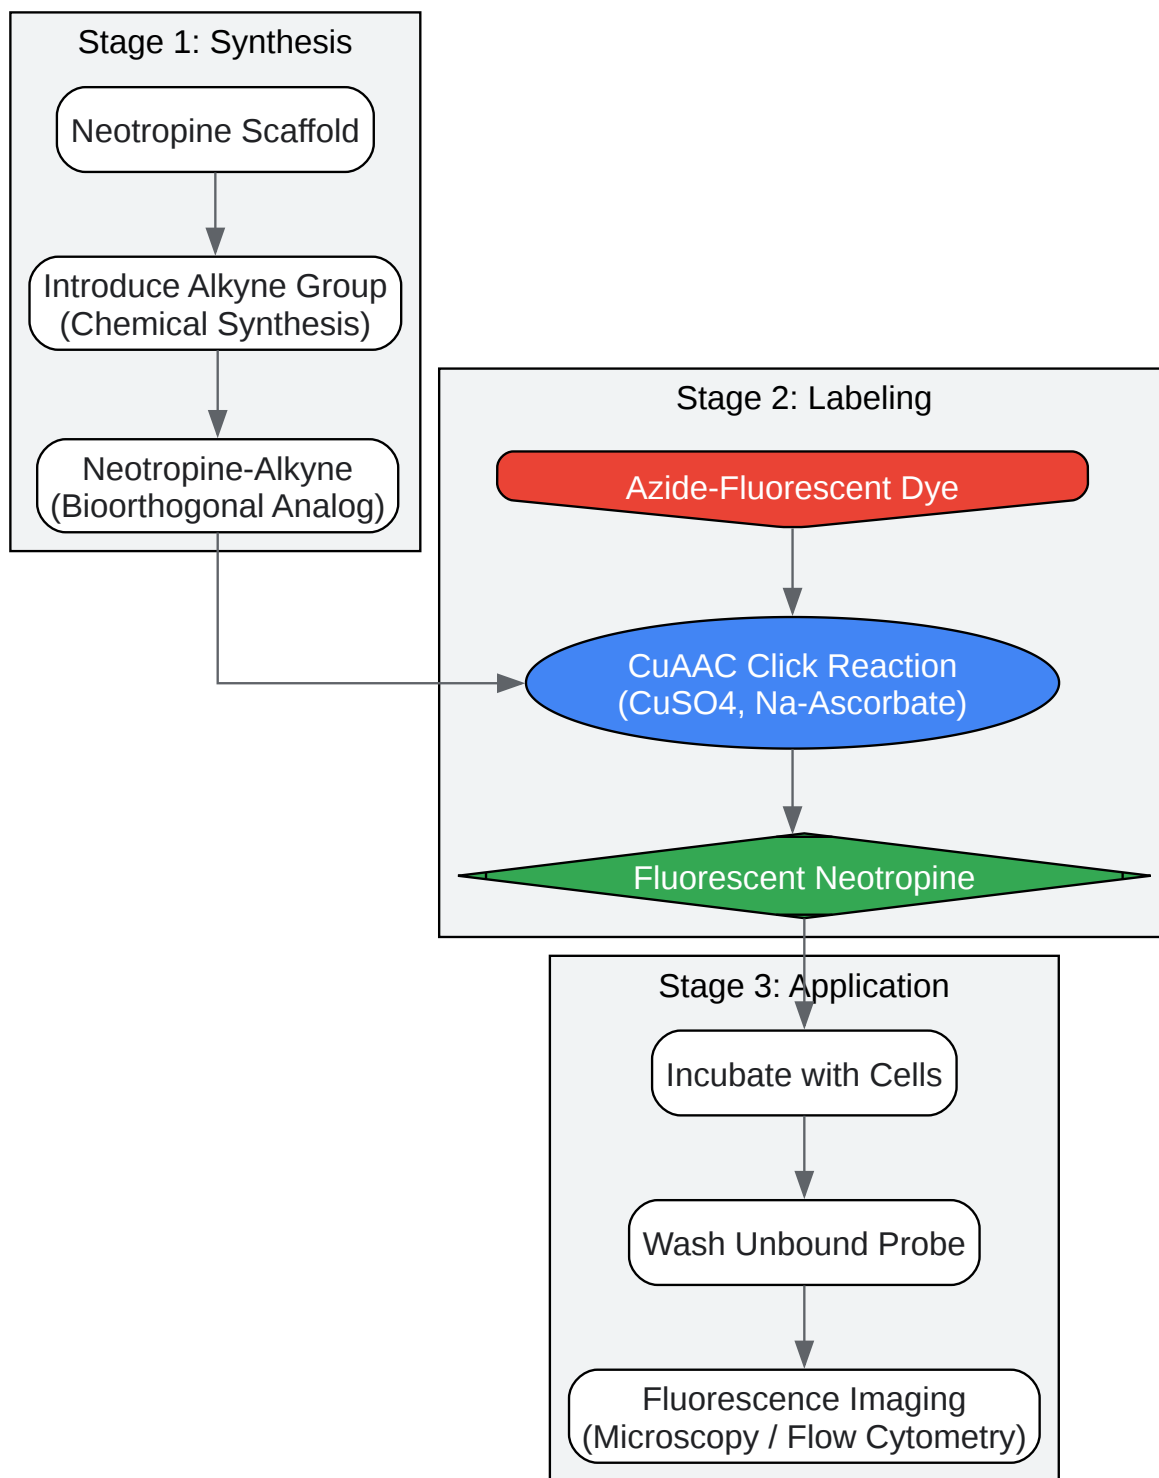 Stage 1: Synthesis
Neotropine Scaffold
Introduce Alkyne Group
(Chemical Synthesis)
Neotropine-Alkyne
(Bioorthogonal Analog)
Stage 2: Labeling
Azide-Fluorescent Dye
CuAAC Click Reaction
(CuSO4, Na-Ascorbate)
Fluorescent Neotropine
Stage 3: Application
Incubate with Cells
Wash Unbound Probe
Fluorescence Imaging
(Microscopy / Flow Cytometry)